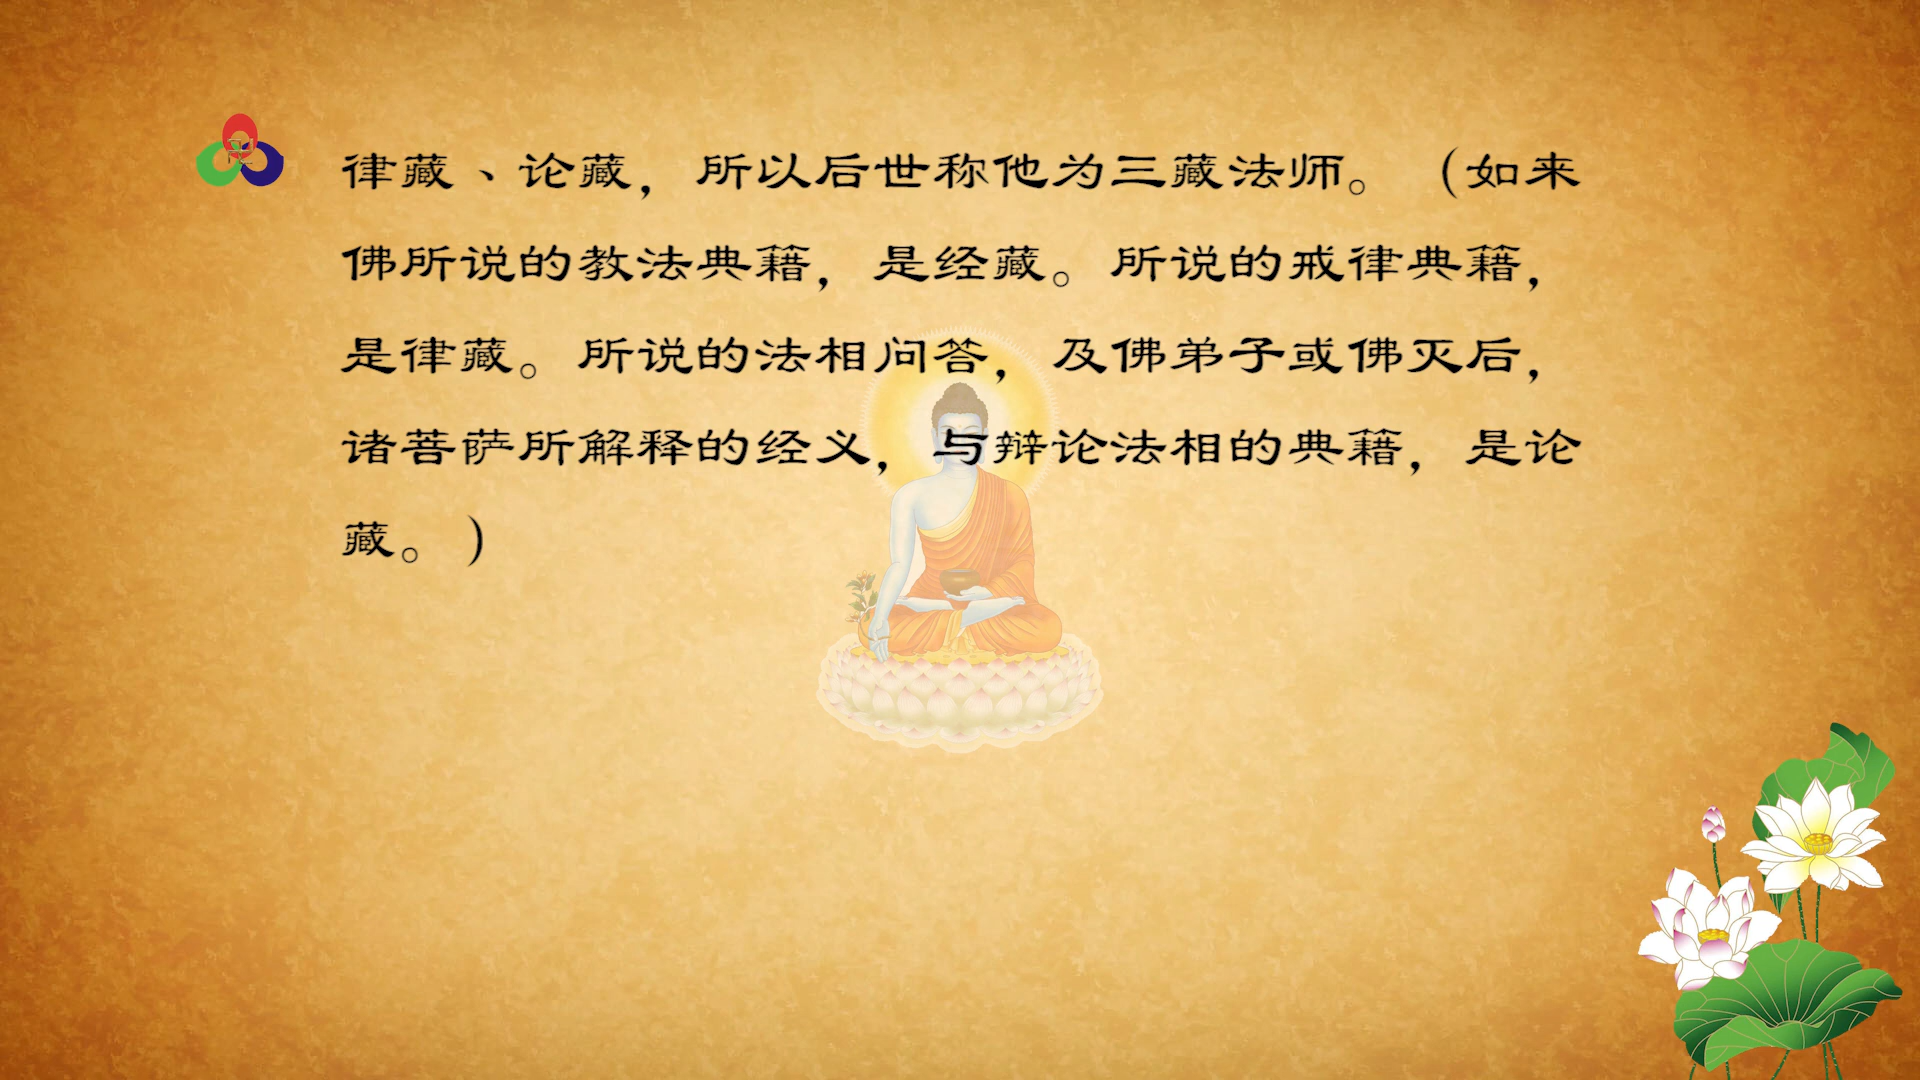 律藏、论藏，所以后世称他为三藏法师。（如来
佛所说的教法典籍，是经藏。所说的戒律典籍，
是律藏。所说的法相问答，及佛弟子或佛灭后，
诸菩萨所解释的经义，与辩论法相的典籍，是论
藏。）